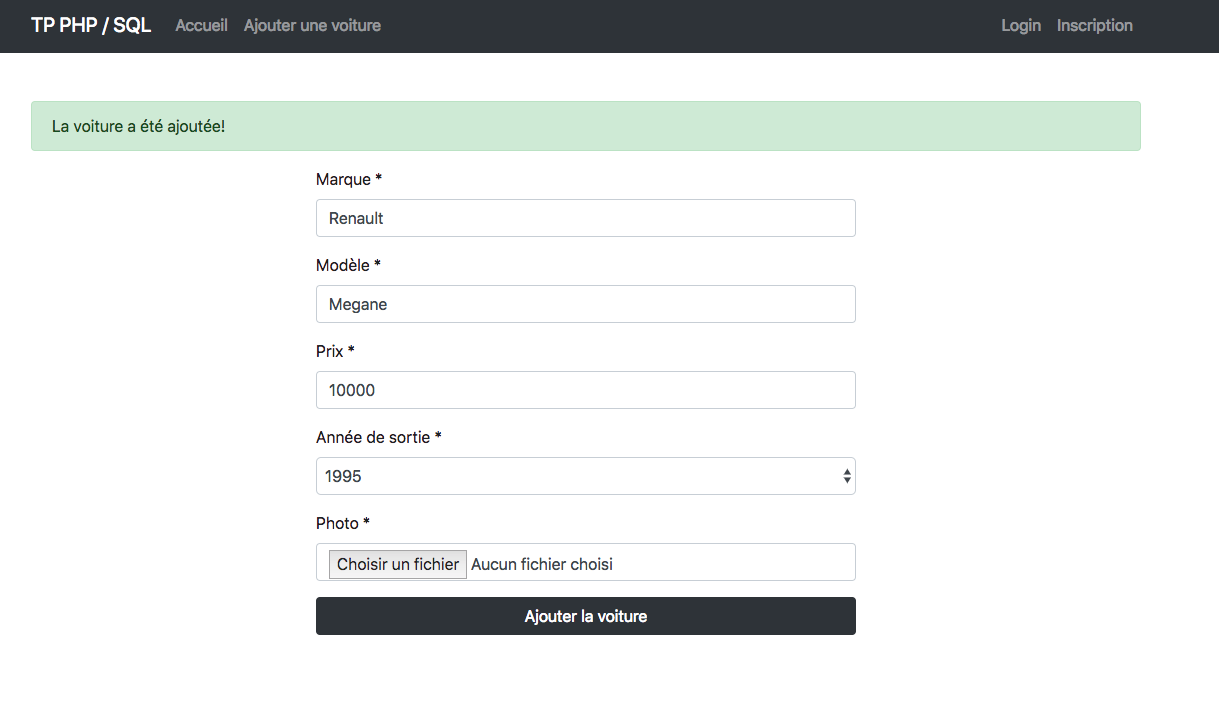 TP PHP / SQL Accueil Ajouter une voiture Login Inscription
La voiture a été ajoutée!
Marque *
Renault
Modèle *
Megane
Prix *
10000
Année de sortie *
1995
Photo *
Choisir un fichier Aucun fichier choisi
Ajouter la voiture